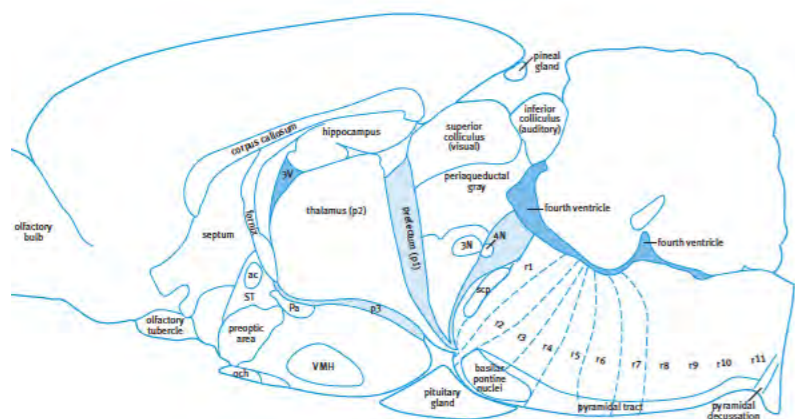 pineal
gland
inferior
colliculus
(auditory)
superior
colliculus
(visual)
hippocampus
corpus callosum
periaqueductal
gray
3V
thalamus (p2)
pretectum (p1)
fourth ventricle
olfactory
bulb
septum
fornix
3N
4N
fourth ventricle
r1
ac
scp
ST
Pa
p3
olfactory
tubercle
preoptic
area
r2
r3
r4
r5
r6
r7
r8
r9
r10
r11
VMH
och
basilar
pontine
nuclei
pituitary
gland
pyramidal tract
pyramidal
decussation